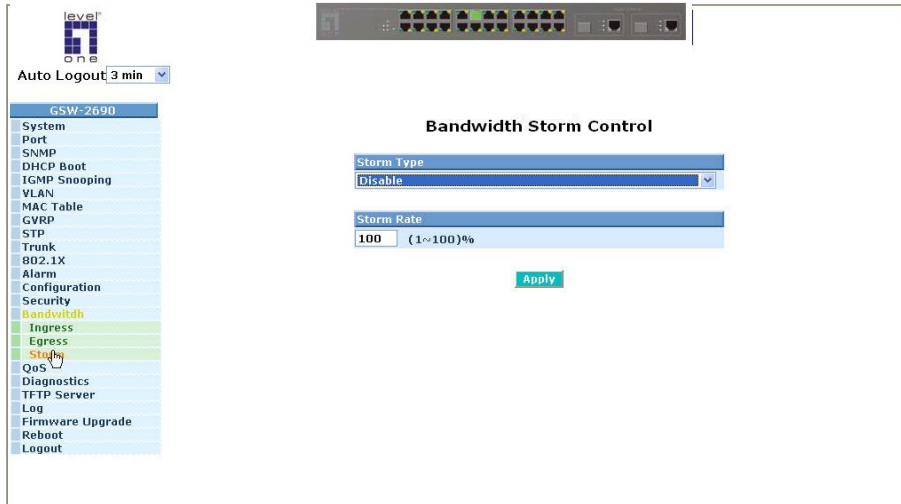 level
one
Auto Logout 3 min
GSW-2690
System
Port
SNMP
DHCP Boot
IGMP Snooping
VLAN
MAC Table
GVRP
STP
Trunk
802.1X
Alarm
Configuration
Security
Bandwitdh
Ingress
Egress
Storm
QoS
Diagnostics
TFTP Server
Log
Firmware Upgrade
Reboot
Logout
Bandwidth Storm Control
Storm Type
Disable
Storm Rate
100 (1~100)%
Apply